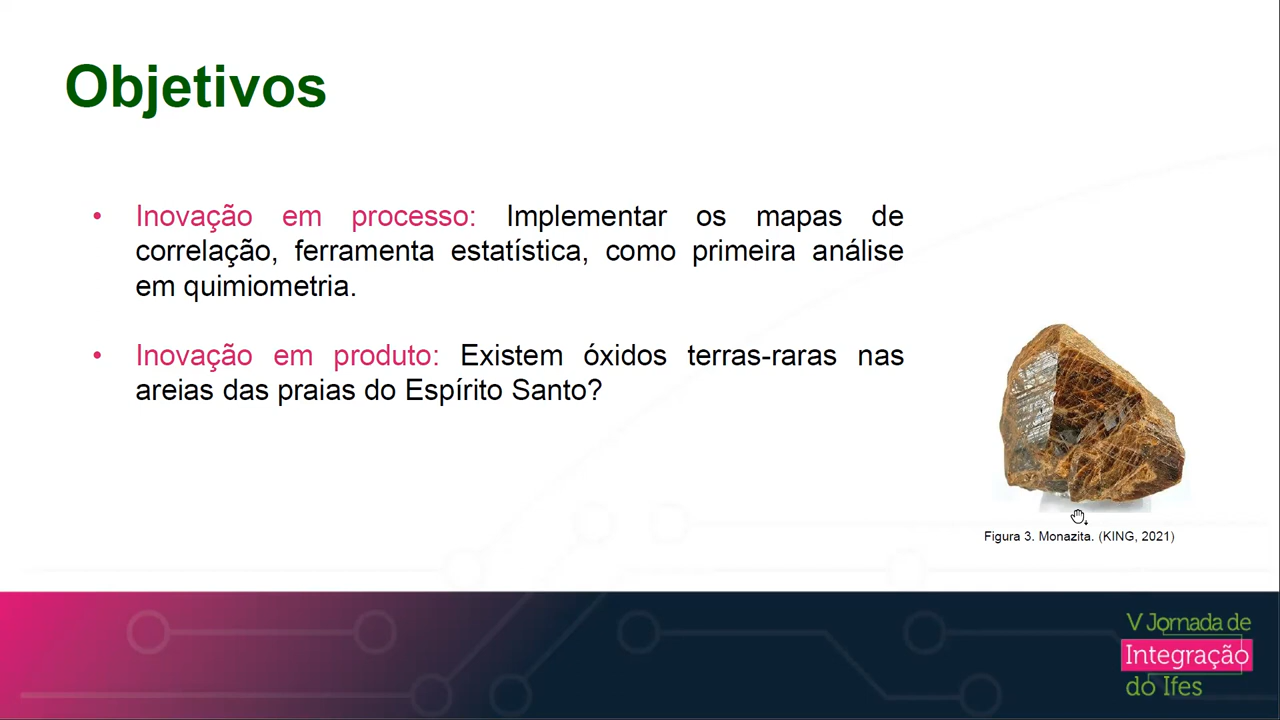 Objetivos
• Inovação em processo: Implementar os mapas de
correlação, ferramenta estatística, como primeira análise
em quimiometria.
• Inovação em produto: Existem óxidos terras-raras nas
areias das praias do Espírito Santo?
Figura 3. Monazita. (KING, 2021)
V Jornada de
Integração
do Ifes